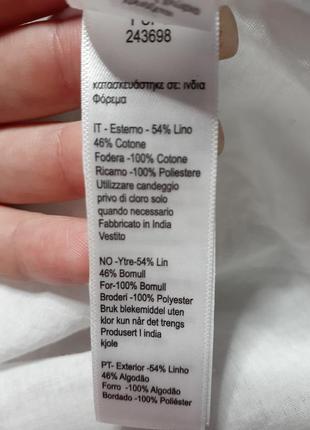 243698
κατασκευάστηκε σε: ινδια
Φόρεμα
IT - Esterno - 54% Lino
46% Cotone
Fodera -100% Cotone
Ricamo -100% Poliestere
Utilizzare candeggio
privo di cloro solo
quando necessario
Fabbricato in India
Vestito
NO -Ytre-54% Lin
46% Bomull
For-100% Bomull
Broderi -100% Polyester
Bruk blekemiddel uten
klor kun når det trengs
Produsert I india
kjole
PT- Exterior -54% Linho
46% Algodão
Forro -100% Algodão
Bordado -100% Poliéster